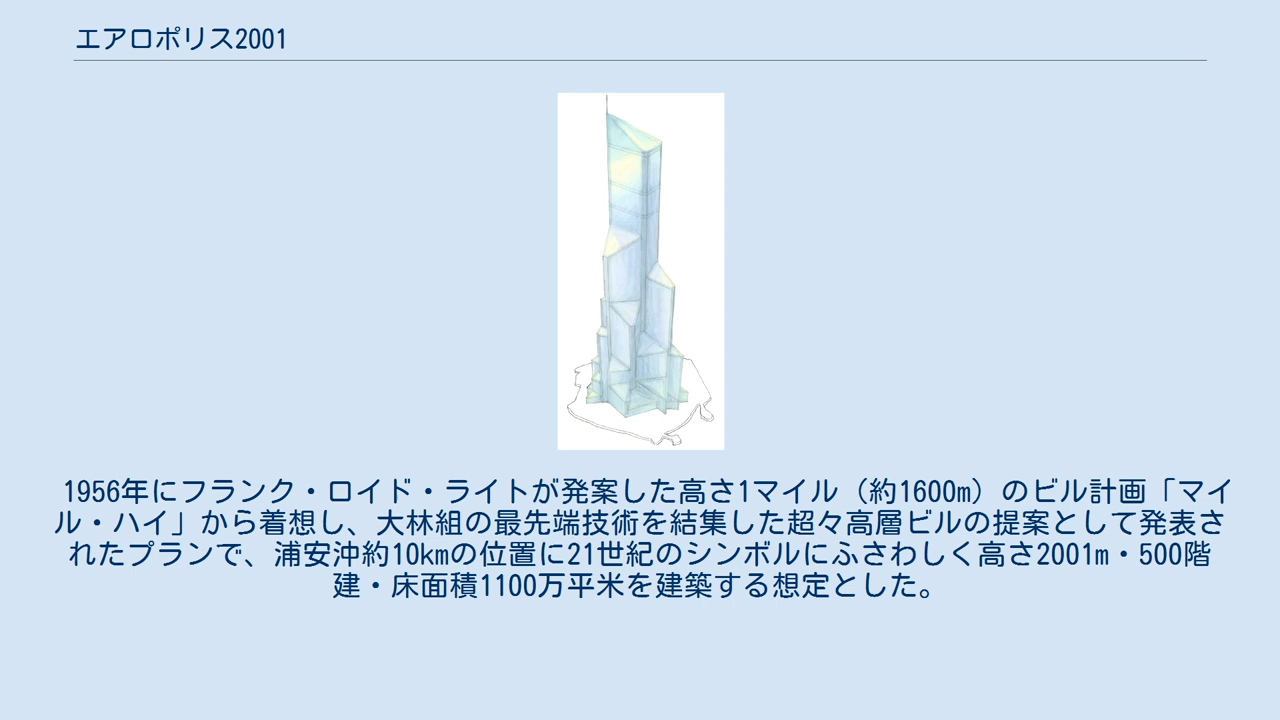 エアロポリス2001
1956年にフランク・ロイド・ライトが発案した高さ1マイル（約1600m）のビル計画「マイ
ル・ハイ」から着想し、大林組の最先端技術を結集した超々高層ビルの提案として発表さ
れたプランで、浦安沖約10kmの位置に21世紀のシンボルにふさわしく高さ2001m・500階
建・床面積1100万平米を建築する想定とした。